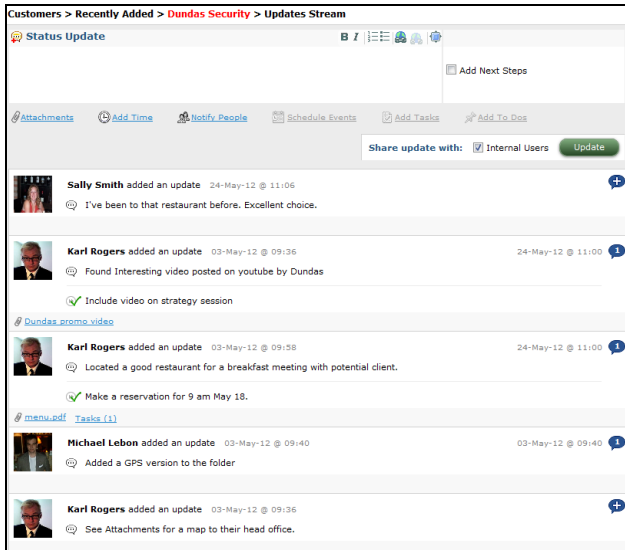 Customers > Recently Added > Dundas Security > Updates Stream
Status Update B I
Add Next Steps
Attachments Add Time Notify People Schedule Events Add Tasks Add To Dos
Share update with: Internal Users Update
Sally Smith added an update 24-May-12 @ 11:06
I've been to that restaurant before. Excellent choice.
Karl Rogers added an update 03-May-12 @ 09:36 24-May-12 @ 11:00 1
Found Interesting video posted on youtube by Dundas
Include video on strategy session
Dundas promo video
Karl Rogers added an update 03-May-12 @ 09:58 24-May-12 @ 11:00 1
Located a good restaurant for a breakfast meeting with potential client.
Make a reservation for 9 am May 18.
menu.pdf Tasks (1)
Michael Lebon added an update 03-May-12 @ 09:40 03-May-12 @ 09:40 1
Added a GPS version to the folder
Karl Rogers added an update 03-May-12 @ 09:36
See Attachments for a map to their head office.